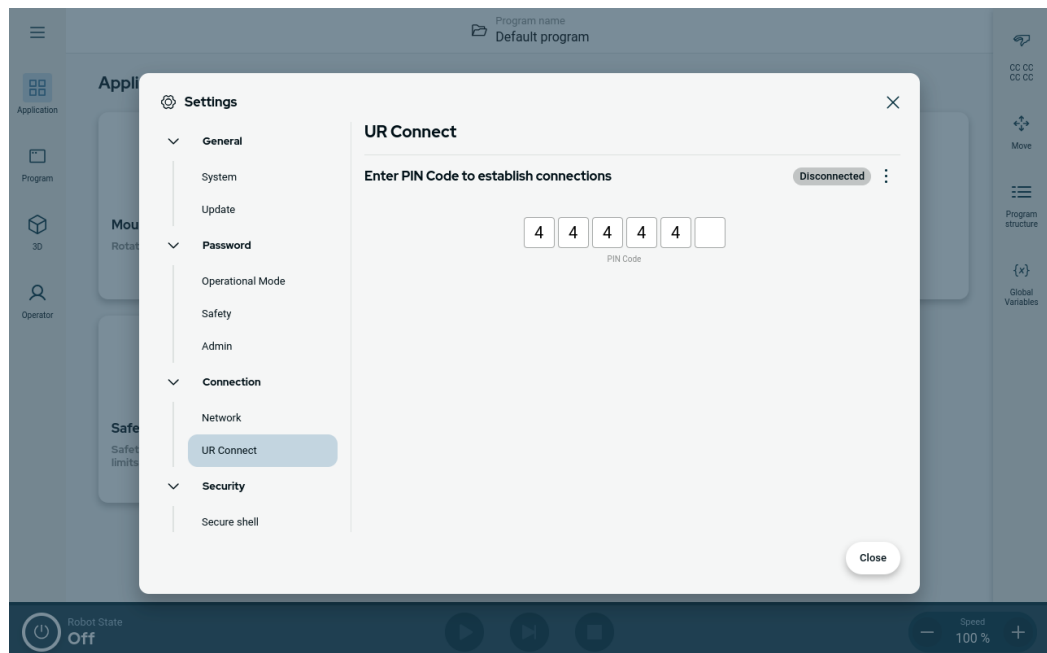 Program name
Default program
Application
Program
3D
Operator
Appli
Mou
Rotat
Safe
Safet
limits
CC CC
CC CC
Move
Program
structure
{x}
Global
Variables
Settings
General
System
Update
Password
Operational Mode
Safety
Admin
Connection
Network
UR Connect
Security
Secure shell
UR Connect
Enter PIN Code to establish connections
Disconnected
4 4 4 4 4
PIN Code
Close
Robot State
Off
Speed
100 %